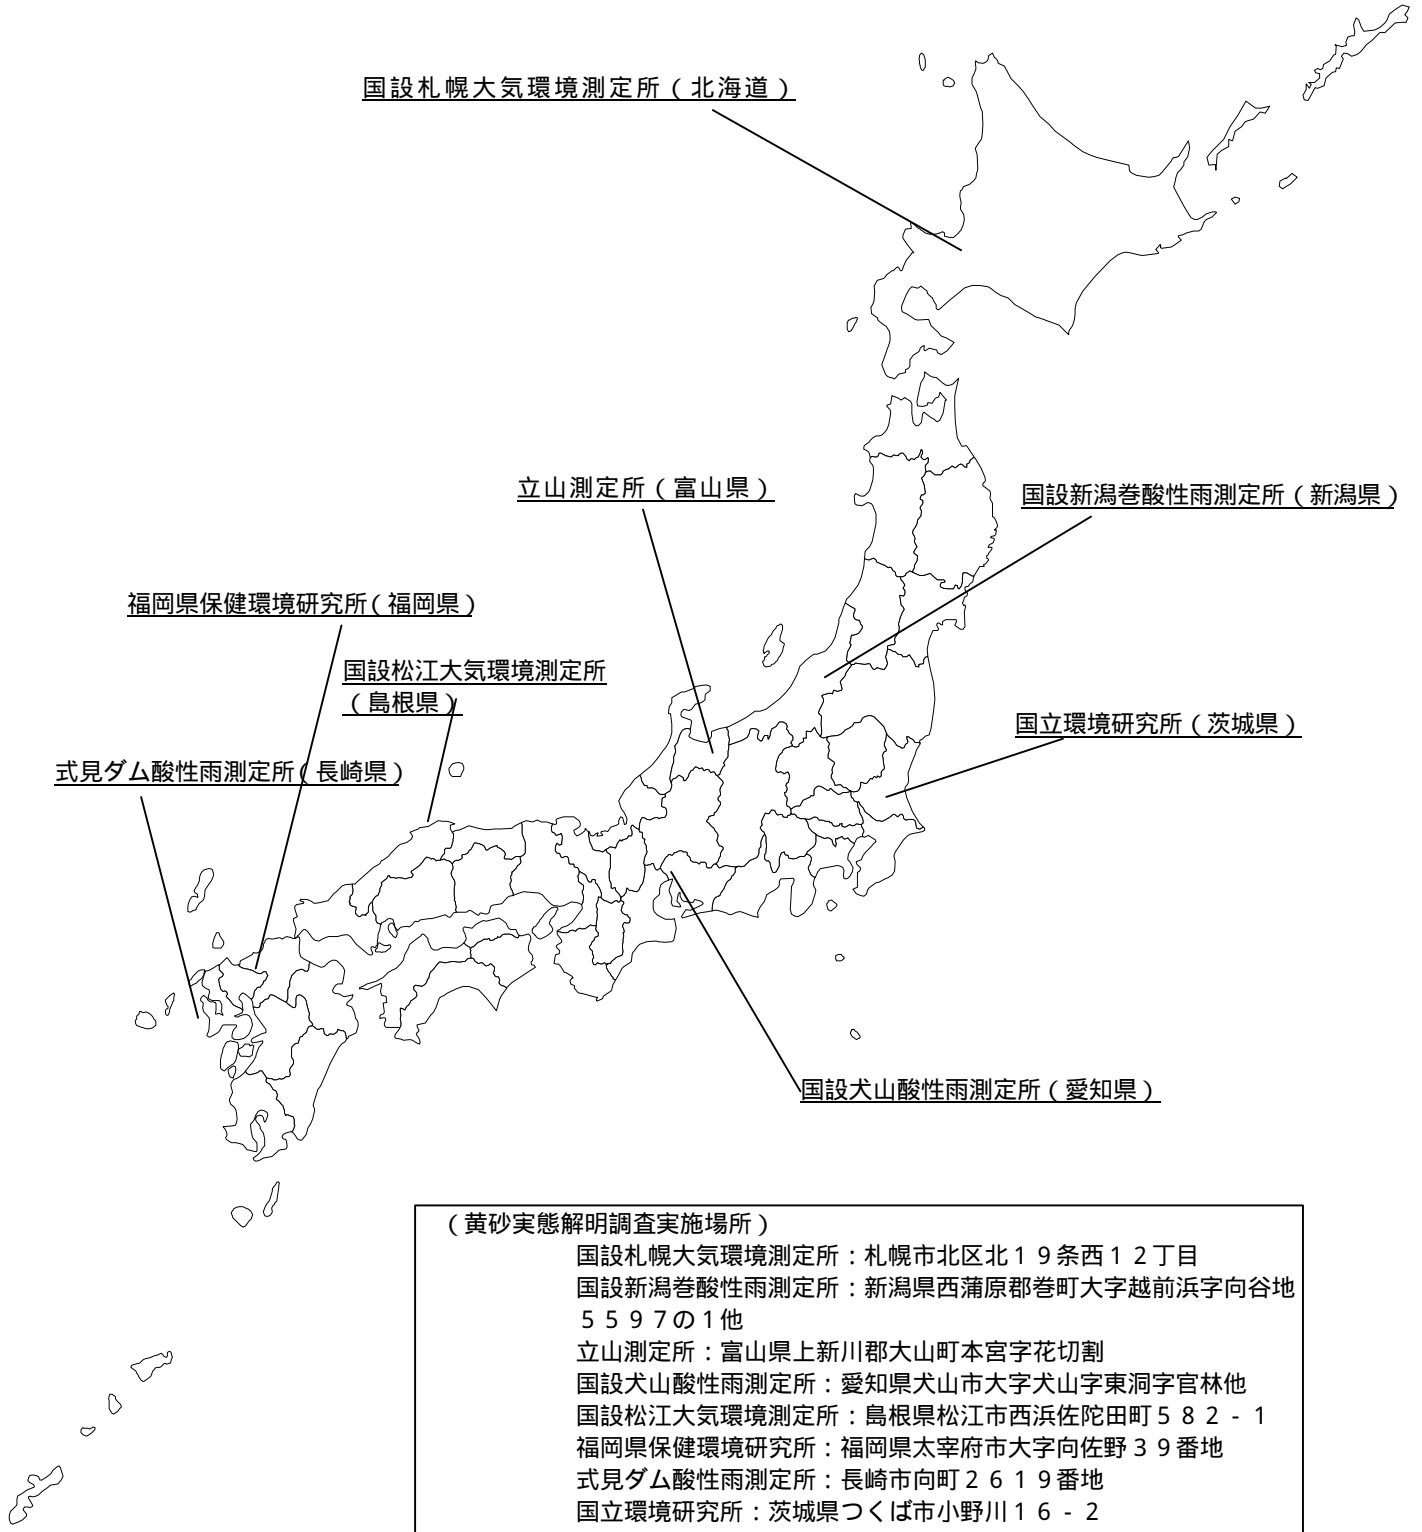 国設札幌大気環境測定所（北海道）
立山測定所（富山県）
国設新潟巻酸性雨測定所（新潟県）
福岡県保健環境研究所（福岡県）
国設松江大気環境測定所
（島根県）
国立環境研究所（茨城県）
式見ダム酸性雨測定所（長崎県）
国設犬山酸性雨測定所（愛知県）
（黄砂実態解明調査実施場所）
国設札幌大気環境測定所：札幌市北区北１９条西１２丁目
国設新潟巻酸性雨測定所：新潟県西蒲原郡巻町大字越前浜字向谷地
５５９７の１他
立山測定所：富山県上新川郡大山町本宮字花切割
国設犬山酸性雨測定所：愛知県犬山市大字犬山字東洞字官林他
国設松江大気環境測定所：島根県松江市西浜佐陀田町５８２‐１
福岡県保健環境研究所：福岡県太宰府市大字向佐野３９番地
式見ダム酸性雨測定所：長崎市向町２６１９番地
国立環境研究所：茨城県つくば市小野川１６‐２